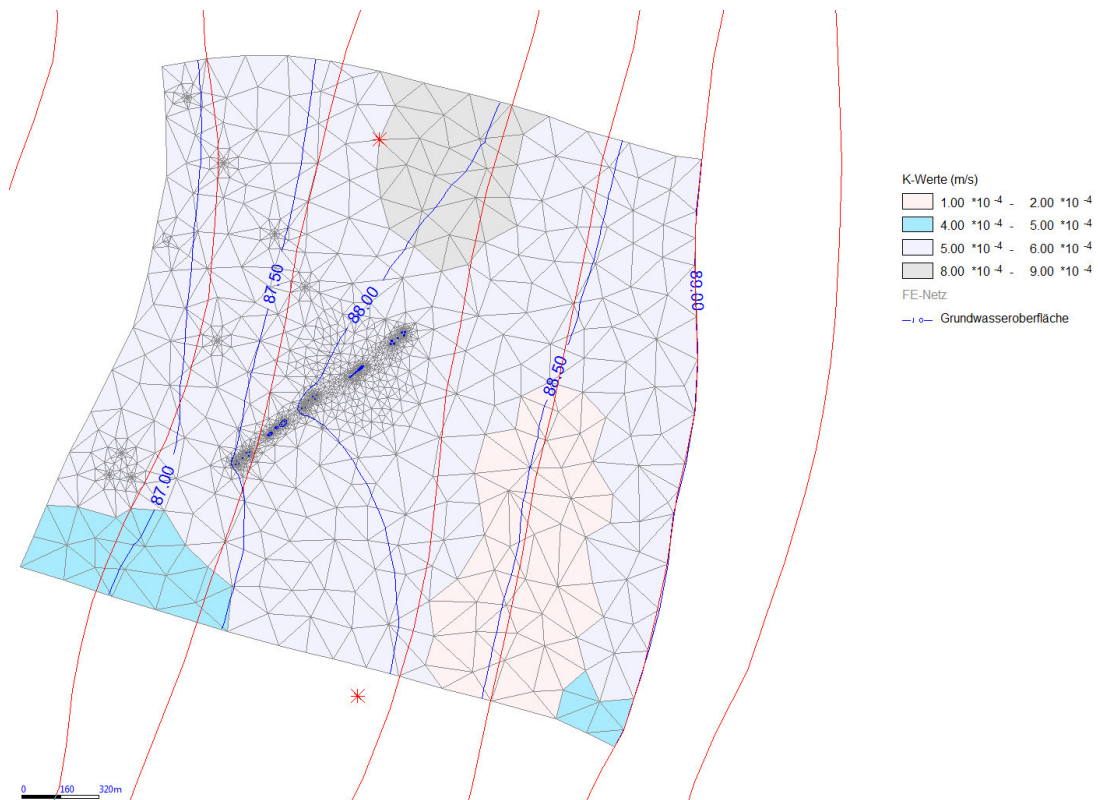 K-Werte (m/s)
1.00 *10 -4 - 2.00 *10 -4
4.00 *10 -4 - 5.00 *10 -4
5.00 *10 -4 - 6.00 *10 -4
8.00 *10 -4 - 9.00 *10 -4
FE-Netz
Grundwasseroberfläche
87.50
88.00
89.00
88.50
87.00
0 160 320m